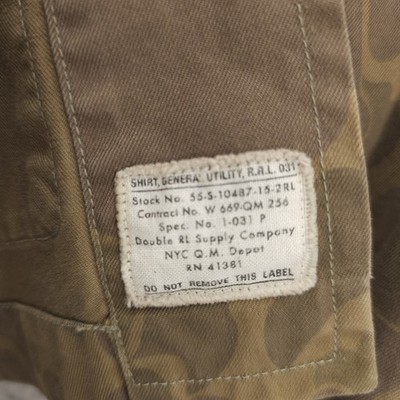 SHIRT, GENERAL UTILITY, R.R.L. 031
Stock No. 55-S-10487-15-2RL
Contract No. W 669-QM 256
Spec. No. 1-031 P
Double RL Supply Company
NYC Q.M. Depot
RN 41381
DO NOT REMOVE THIS LABEL